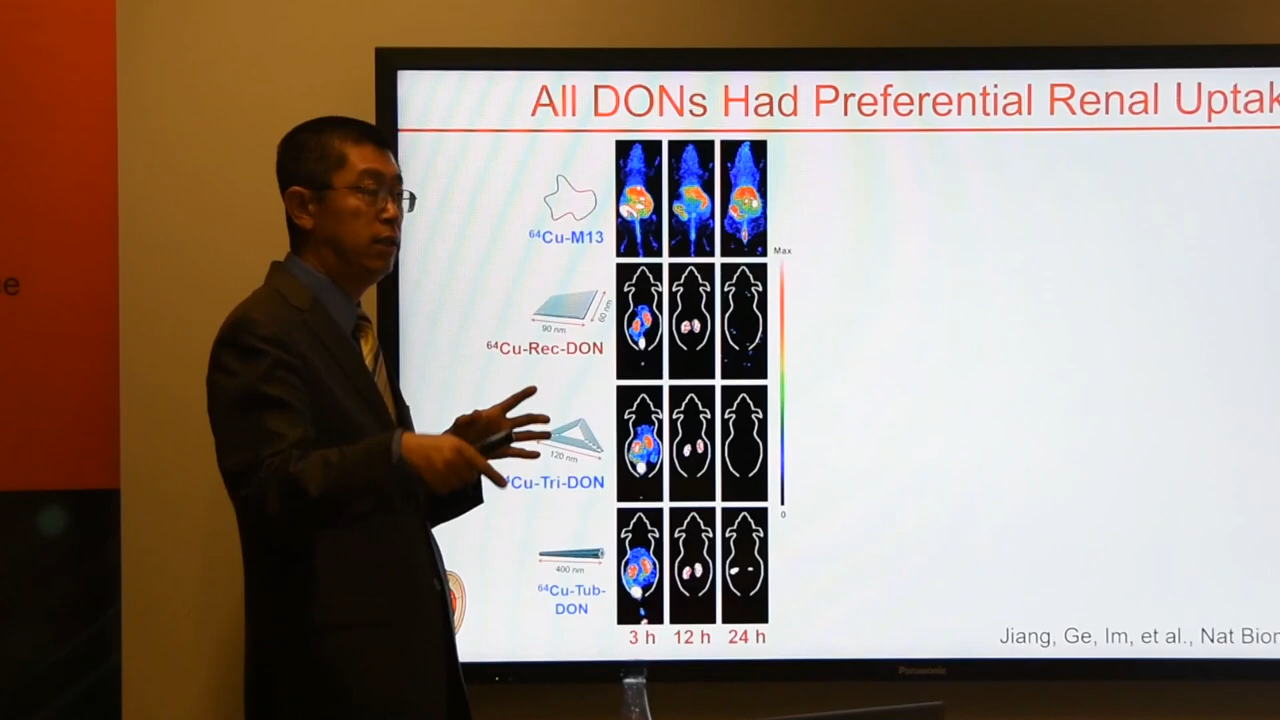 All DONs Had Preferential Renal Uptak
64Cu-M13
Max
60 nm
90 nm
64Cu-Rec-DON
120 nm
Cu-Tri-DON
0
400 nm
64Cu-Tub-
DON
3 h 12 h 24 h
Jiang, Ge, Im, et al., Nat Bion
Panasonic
e